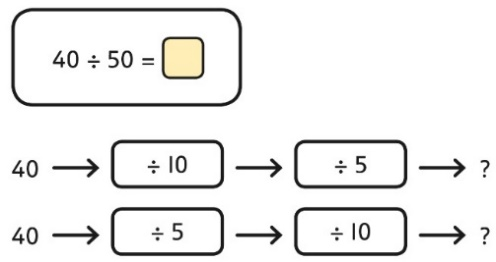 40 ÷ 50 =
40 → ÷ 10 → ÷ 5 → ?
40 → ÷ 5 → ÷ 10 → ?